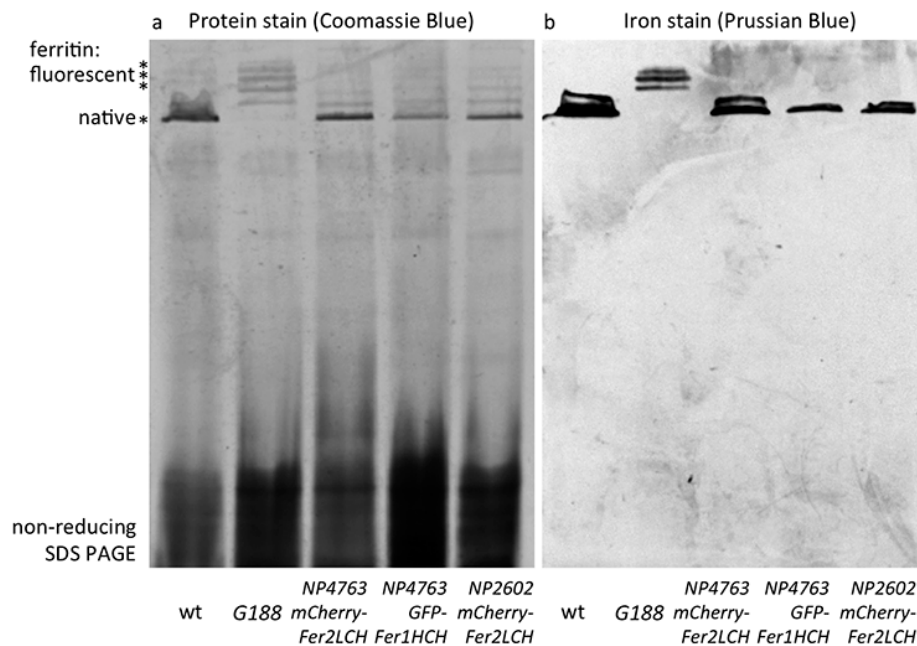 a Protein stain (Coomassie Blue)
b Iron stain (Prussian Blue)
ferritin:
fluorescent
*
*
*
native *
non-reducing
SDS PAGE
wt
G188
NP4763
mCherry-
Fer2LCH
NP4763
GFP-
Fer1HCH
NP2602
mCherry-
Fer2LCH
wt
G188
NP4763
mCherry-
Fer2LCH
NP4763
GFP-
Fer1HCH
NP2602
mCherry-
Fer2LCH